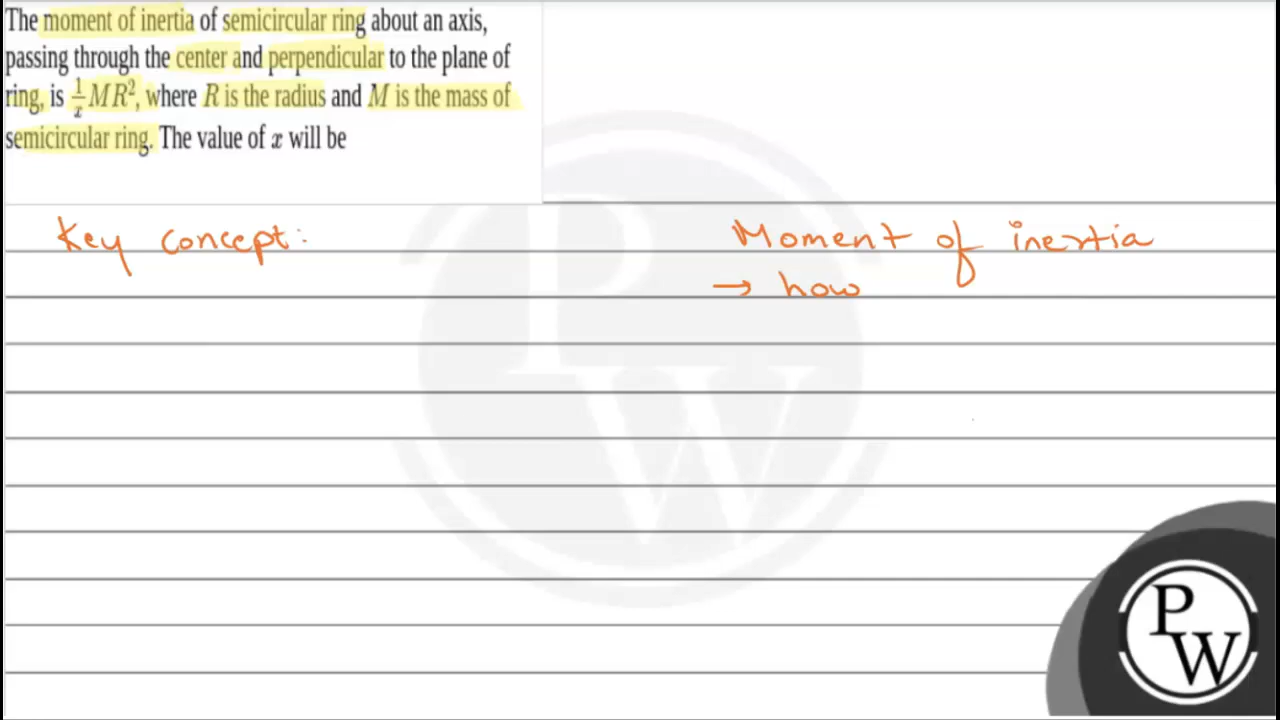 The moment of inertia of semicircular ring about an axis,
passing through the center and perpendicular to the plane of
ring, is \frac{1}{x} MR², where R is the radius and M is the mass of
semicircular ring. The value of x will be
Key concept:
Moment of inertia
→ how
P
W
P
W